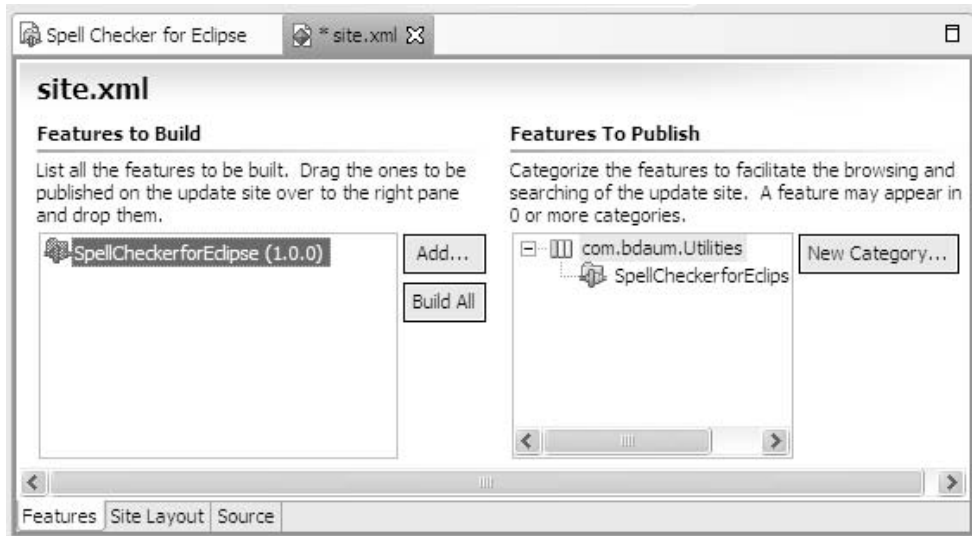 Spell Checker for Eclipse
* site.xml
site.xml
Features to Build
List all the features to be built. Drag the ones to be
published on the update site over to the right pane
and drop them.
SpellCheckerforEclipse (1.0.0)
Add...
Build All
Features To Publish
Categorize the features to facilitate the browsing and
searching of the update site. A feature may appear in
0 or more categories.
com.bdaum.Utilities
SpellCheckerforEclips
New Category...
Features
Site Layout
Source